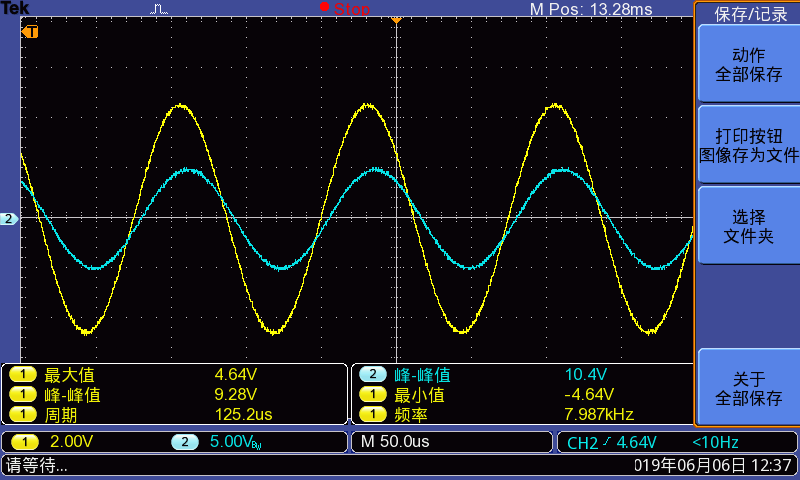 Tek Stop M Pos: 13.28ms 保存/记录
T
动作
全部保存
打印按钮
图像存为文件
2
选择
文件夹
1 最大值 4.64V 2 峰-峰值 10.4V
1 峰-峰值 9.28V 1 最小值 -4.64V
1 周期 125.2us 1 频率 7.987kHz
关于
全部保存
1 2.00V 2 5.00VBW M 50.0us CH2 4.64V <10Hz
请等待... 019年06月06日 12:37